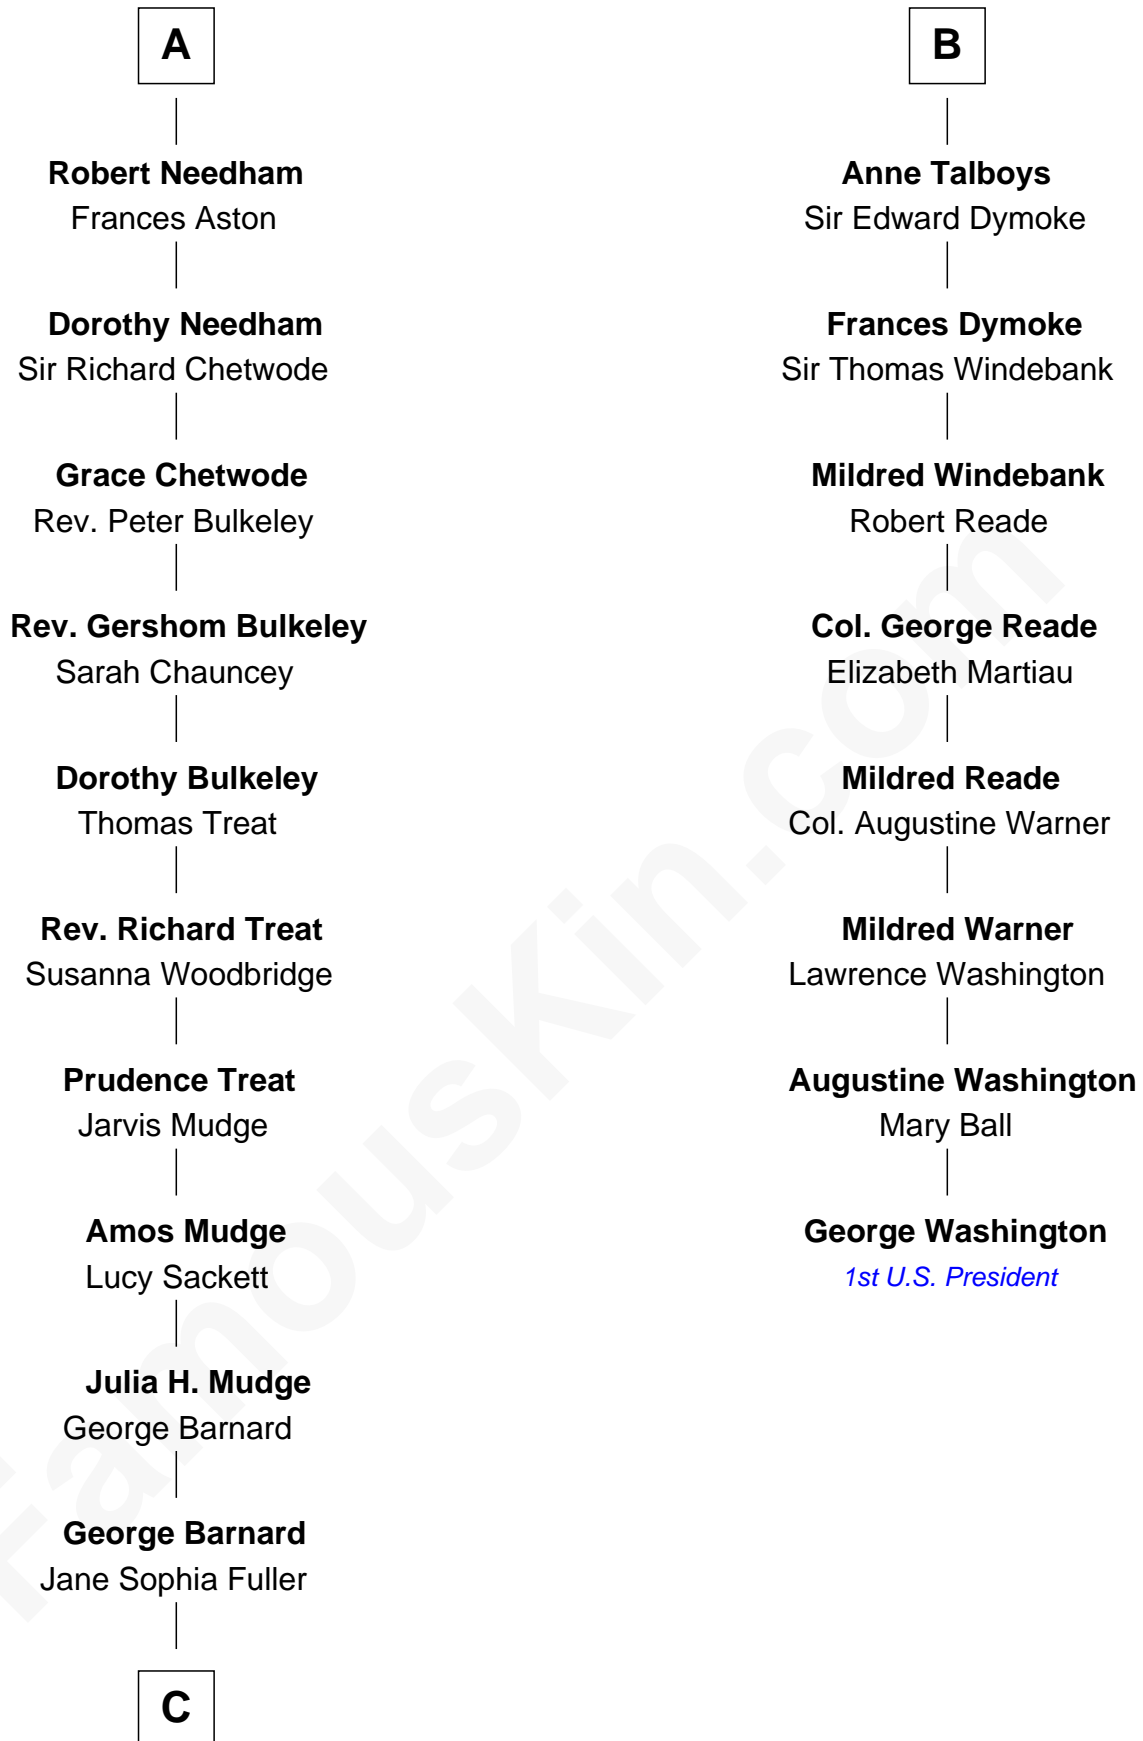 A
Robert Needham
Frances Aston
Dorothy Needham
Sir Richard Chetwode
Grace Chetwode
Rev. Peter Bulkeley
Rev. Gershom Bulkeley
Sarah Chauncey
Dorothy Bulkeley
Thomas Treat
Rev. Richard Treat
Susanna Woodbridge
Prudence Treat
Jarvis Mudge
Amos Mudge
Lucy Sackett
Julia H. Mudge
George Barnard
George Barnard
Jane Sophia Fuller
C
B
Anne Talboys
Sir Edward Dymoke
Frances Dymoke
Sir Thomas Windebank
Mildred Windebank
Robert Reade
Col. George Reade
Elizabeth Martiau
Mildred Reade
Col. Augustine Warner
Mildred Warner
Lawrence Washington
Augustine Washington
Mary Ball
George Washington
1st U.S. President
FamousKin.com